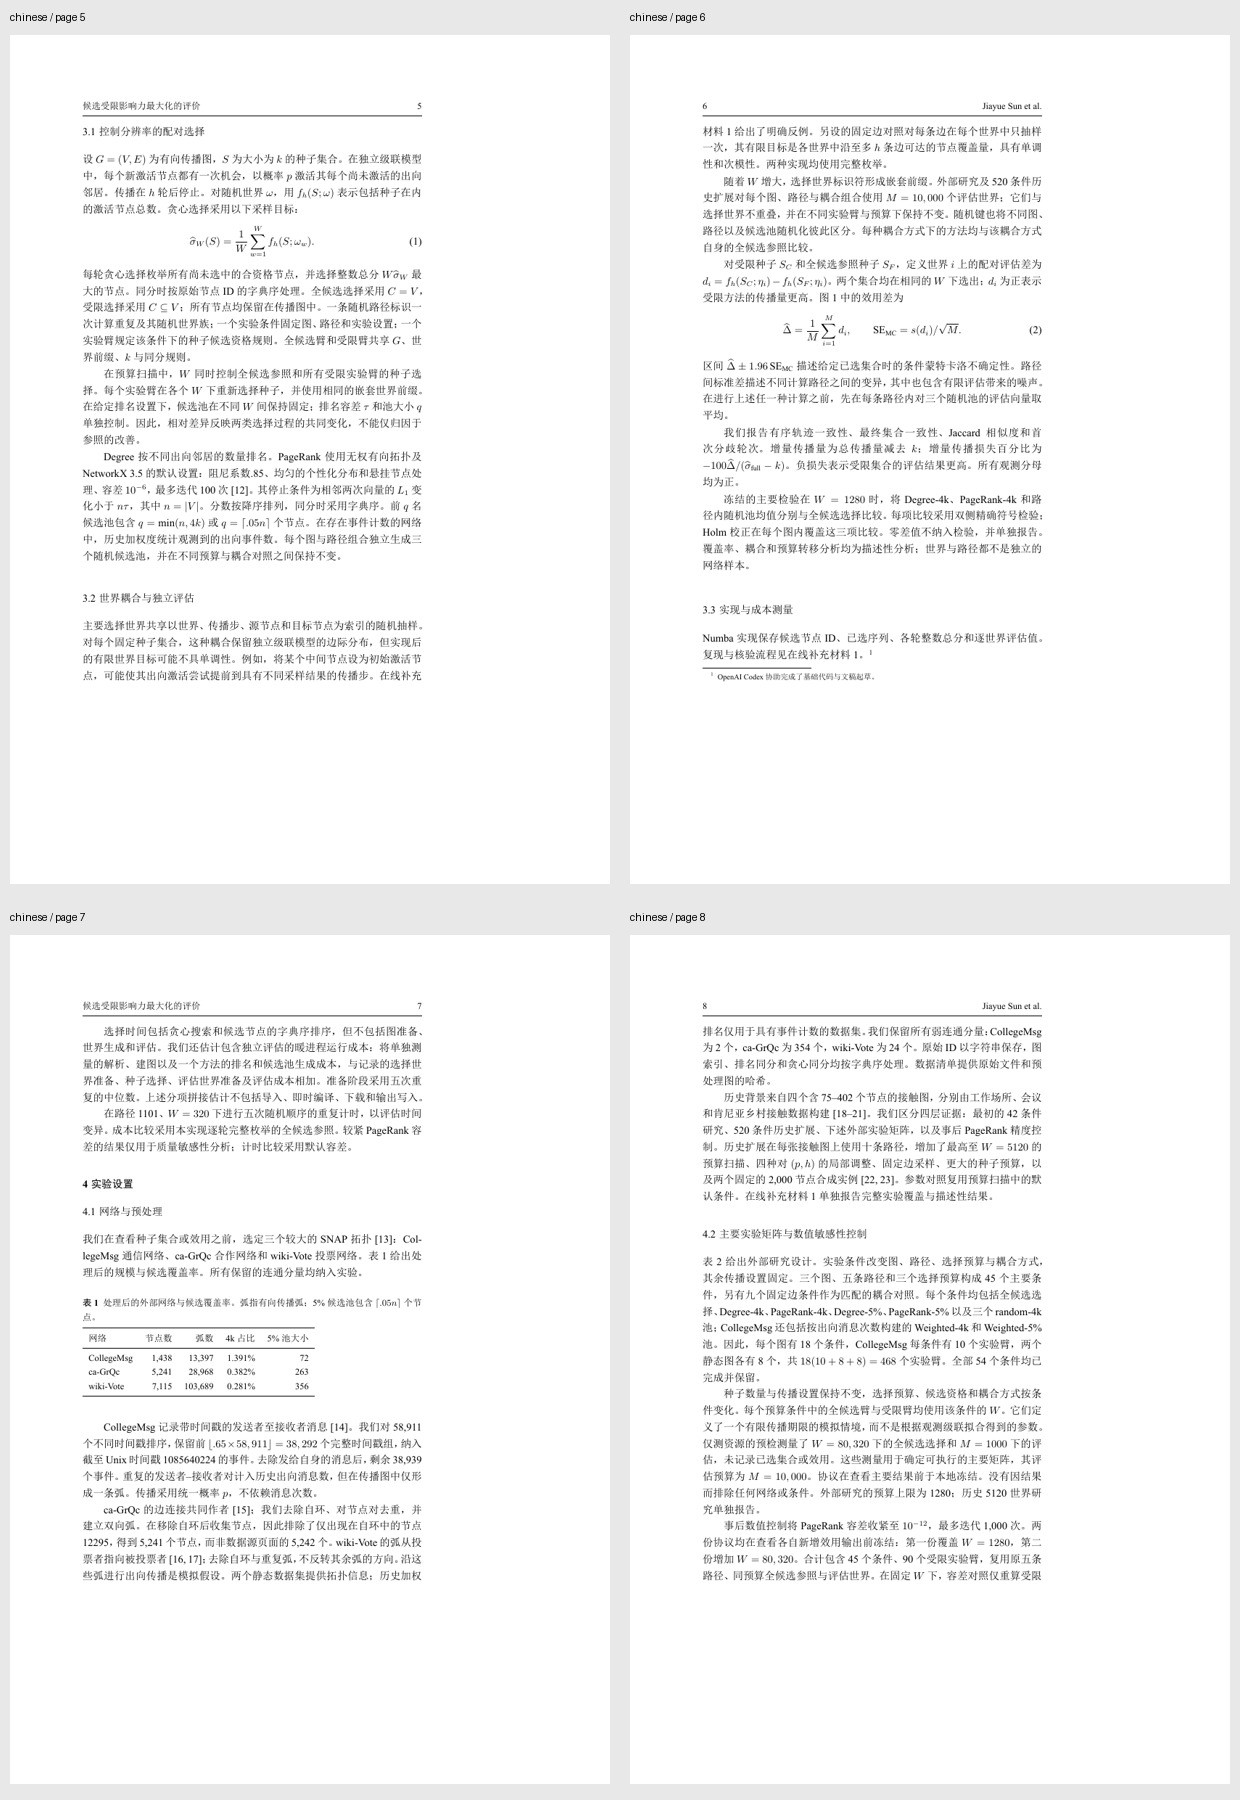 chinese / page 5
候选受限影响力最大化的评价 5
3.1 控制分辨率的配对选择
设 G = (V, E) 为有向传播图，S 为大小为 k 的种子集合。在独立级联模型
中，每个新激活节点都有一次机会，以概率 p 激活其每个尚未激活的出向
邻居。传播在 h 轮后停止。对随机世界 ω，用 f_h(S; ω) 表示包括种子在内
的激活节点总数。贪心选择采用以下采样目标：
σ̂_W(S) = 1/W ∑_{w=1}^{W} f_h(S; ω_w). (1)
每轮贪心选择枚举所有尚未选中的合资格节点，并选择整数总分 Wσ̂_W 最
大的节点。同分时按原始节点 ID 的字典序处理。全候选选择采用 C = V，
受限选择采用 C ⊆ V；所有节点均保留在传播图中。一条随机路径标识一
次计算重复及其随机世界族；一个实验条件固定图、路径和实验设置；一个
实验臂规定该条件下的种子候选资格规则。全候选臂和受限臂共享 G、世
界前缀、k 与同分规则。
在预算扫描中，W 同时控制全候选参照和所有受限实验臂的种子选
择。每个实验臂在各个 W 下重新选择种子，并使用相同的嵌套世界前缀。
在给定排名设置下，候选池在不同 W 间保持固定；排名容差 τ 和池大小 q
单独控制。因此，相对差异反映两类选择过程的共同变化，不能仅归因于
参照的改善。
Degree 按不同出向邻居的数量排名。PageRank 使用无权有向拓扑及
NetworkX 3.5 的默认设置：阻尼系数.85、均匀的个性化分布和悬挂节点处
理、容差 10⁻⁶，最多迭代 100 次 [12]。其停止条件为相邻两次向量的 L₁ 变
化小于 nτ，其中 n = |V|。分数按降序排列，同分时采用字典序。前 q 名
候选池包含 q = min(n, 4k) 或 q = ⌈.05n⌉ 个节点。在存在事件计数的网络
中，历史加权度统计观测到的出向事件数。每个图与路径组合独立生成三
个随机候选池，并在不同预算与耦合对照之间保持不变。
3.2 世界耦合与独立评估
主要选择世界共享以世界、传播步、源节点和目标节点为索引的随机抽样。
对每个固定种子集合，这种耦合保留独立级联模型的边际分布，但实现后
的有限世界目标可能不具单调性。例如，将某个中间节点设为初始激活节
点，可能使其出向激活尝试提前到具有不同采样结果的传播步。在线补充
chinese / page 6
6 Jiayue Sun et al.
材料 1 给出了明确反例。另设的固定边对照对每条边在每个世界中只抽样
一次，其有限目标是各世界中沿至多 h 条边可达的节点覆盖量，具有单调
性和次模性。两种实现均使用完整枚举。
随着 W 增大，选择世界标识符形成嵌套前缀。外部研究及 520 条件历
史扩展对每个图、路径与耦合组合使用 M = 10,000 个评估世界；它们与
选择世界不重叠，并在不同实验臂与预算下保持不变。随机键也将不同图、
路径以及候选池随机化彼此区分。每种耦合方式下的方法均与该耦合方式
自身的全候选参照比较。
对受限种子 S_C 和全候选参照种子 S_F，定义世界 i 上的配对评估差为
d_i = f_h(S_C; η_i) − f_h(S_F; η_i)。两个集合均在相同的 W 下选出；d_i 为正表示
受限方法的传播量更高。图 1 中的效用差为
Δ̂ = 1/M ∑_{i=1}^{M} d_i, SE_MC = s(d_i)/√M. (2)
区间 Δ̂ ± 1.96 SE_MC 描述给定已选集合时的条件蒙特卡洛不确定性。路径
间标准差描述不同计算路径之间的变异，其中也包含有限评估带来的噪声。
在进行上述任一种计算之前，先在每条路径内对三个随机池的评估向量取
平均。
我们报告有序轨迹一致性、最终集合一致性、Jaccard 相似度和首
次分歧轮次。增量传播量为总传播量减去 k；增量传播损失百分比为
−100Δ̂/(σ̂_full − k)。负损失表示受限集合的评估结果更高。所有观测分母
均为正。
冻结的主要检验在 W = 1280 时，将 Degree-4k、PageRank-4k 和路
径内随机池均值分别与全候选选择比较。每项比较采用双侧精确符号检验；
Holm 校正在每个图内覆盖这三项比较。零差值不纳入检验，并单独报告。
覆盖率、耦合和预算转移分析均为描述性分析；世界与路径都不是独立的
网络样本。
3.3 实现与成本测量
Numba 实现保存候选节点 ID、已选序列、各轮整数总分和逐世界评估值。
复现与核验流程见在线补充材料 1。¹
¹ OpenAI Codex 协助完成了基础代码与文稿起草。
chinese / page 7
候选受限影响力最大化的评价 7
选择时间包括贪心搜索和候选节点的字典序排序，但不包括图准备、
世界生成和评估。我们还估计包含独立评估的暖进程运行成本：将单独测
量的解析、建图以及一个方法的排名和候选池生成成本，与记录的选择世
界准备、种子选择、评估世界准备及评估成本相加。准备阶段采用五次重
复的中位数。上述分项拼接估计不包括导入、即时编译、下载和输出写入。
在路径 1101、W = 320 下进行五次随机顺序的重复计时，以评估时间
变异。成本比较采用本实现逐轮完整枚举的全候选参照。较紧 PageRank 容
差的结果仅用于质量敏感性分析；计时比较采用默认容差。
4 实验设置
4.1 网络与预处理
我们在查看种子集合或效用之前，选定三个较大的 SNAP 拓扑 [13]：Col-
legeMsg 通信网络、ca-GrQc 合作网络和 wiki-Vote 投票网络。表 1 给出处
理后的规模与候选覆盖率。所有保留的连通分量均纳入实验。
表 1 处理后的外部网络与候选覆盖率。弧指有向传播弧；5% 候选池包含 ⌈.05n⌉ 个节
点。
网络 节点数 弧数 4k 占比 5% 池大小
CollegeMsg 1,438 13,397 1.391% 72
ca-GrQc 5,241 28,968 0.382% 263
wiki-Vote 7,115 103,689 0.281% 356
CollegeMsg 记录带时间戳的发送者至接收者消息 [14]。我们对 58,911
个不同时间戳排序，保留前 ⌊.65 × 58,911⌋ = 38,292 个完整时间戳组，纳入
截至 Unix 时间戳 1085640224 的事件。去除发给自身的消息后，剩余 38,939
个事件。重复的发送者–接收者对计入历史出向消息数，但在传播图中仅形
成一条弧。传播采用统一概率 p，不依赖消息次数。
ca-GrQc 的边连接共同作者 [15]；我们去除自环、对节点对去重，并
建立双向弧。在移除自环后收集节点，因此排除了仅出现在自环中的节点
12295，得到 5,241 个节点，而非数据源页面的 5,242 个。wiki-Vote 的弧从投
票者指向被投票者 [16, 17]；去除自环与重复弧，不反转其余弧的方向。沿这
些弧进行出向传播是模拟假设。两个静态数据集提供拓扑信息；历史加权
chinese / page 8
8 Jiayue Sun et al.
排名仅用于具有事件计数的数据集。我们保留所有弱连通分量：CollegeMsg
为 2 个，ca-GrQc 为 354 个，wiki-Vote 为 24 个。原始 ID 以字符串保存，图
索引、排名同分和贪心同分均按字典序处理。数据清单提供原始文件和预
处理图的哈希。
历史背景来自四个含 75–402 个节点的接触图，分别由工作场所、会议
和肯尼亚乡村接触数据构建 [18–21]。我们区分四层证据：最初的 42 条件
研究、520 条件历史扩展、下述外部实验矩阵，以及事后 PageRank 精度控
制。历史扩展在每张接触图上使用十条路径，增加了最高至 W = 5120 的
预算扫描、四种对 (p, h) 的局部调整、固定边采样、更大的种子预算，以
及两个固定的 2,000 节点合成实例 [22, 23]。参数对照复用预算扫描中的默
认条件。在线补充材料 1 单独报告完整实验覆盖与描述性结果。
4.2 主要实验矩阵与数值敏感性控制
表 2 给出外部研究设计。实验条件改变图、路径、选择预算与耦合方式，
其余传播设置固定。三个图、五条路径和三个选择预算构成 45 个主要条
件，另有九个固定边条件作为匹配的耦合对照。每个条件均包括全候选选
择、Degree-4k、PageRank-4k、Degree-5%、PageRank-5% 以及三个 random-4k
池；CollegeMsg 还包括按出向消息次数构建的 Weighted-4k 和 Weighted-5%
池。因此，每个图有 18 个条件，CollegeMsg 每条件有 10 个实验臂，两个
静态图各有 8 个，共 18(10 + 8 + 8) = 468 个实验臂。全部 54 个条件均已
完成并保留。
种子数量与传播设置保持不变，选择预算、候选资格和耦合方式按条
件变化。每个预算条件中的全候选臂与受限臂均使用该条件的 W。它们定
义了一个有限传播期限的模拟情境，而不是根据观测级联拟合得到的参数。
仅测资源的预检测量了 W = 80, 320 下的全候选选择和 M = 1000 下的评
估，未记录已选集合或效用。这些测量用于确定可执行的主要矩阵，其评
估预算为 M = 10,000。协议在查看主要结果前于本地冻结。没有因结果
而排除任何网络或条件。外部研究的预算上限为 1280；历史 5120 世界研
究单独报告。
事后数值控制将 PageRank 容差收紧至 10⁻¹²，最多迭代 1,000 次。两
份协议均在查看各自新增效用输出前冻结：第一份覆盖 W = 1280，第二
份增加 W = 80, 320。合计包含 45 个条件、90 个受限实验臂，复用原五条
路径、同预算全候选参照与评估世界。在固定 W 下，容差对照仅重算受限